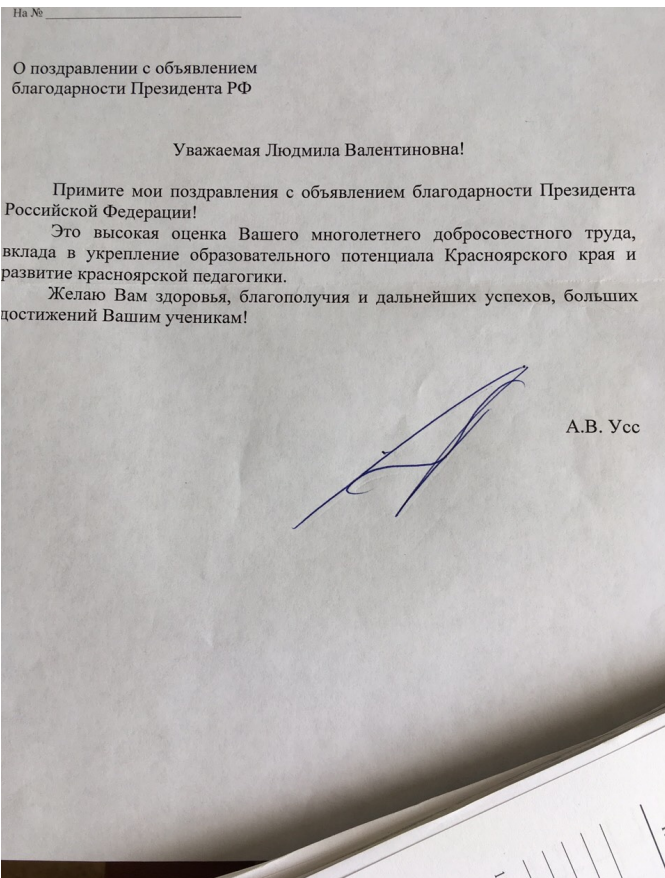 На № ____________________________
О поздравлении с объявлением
благодарности Президента РФ
Уважаемая Людмила Валентиновна!
Примите мои поздравления с объявлением благодарности Президента
Российской Федерации!
Это высокая оценка Вашего многолетнего добросовестного труда,
вклада в укрепление образовательного потенциала Красноярского края и
развитие красноярской педагогики.
Желаю Вам здоровья, благополучия и дальнейших успехов, больших
достижений Вашим ученикам!
А.В. Усс